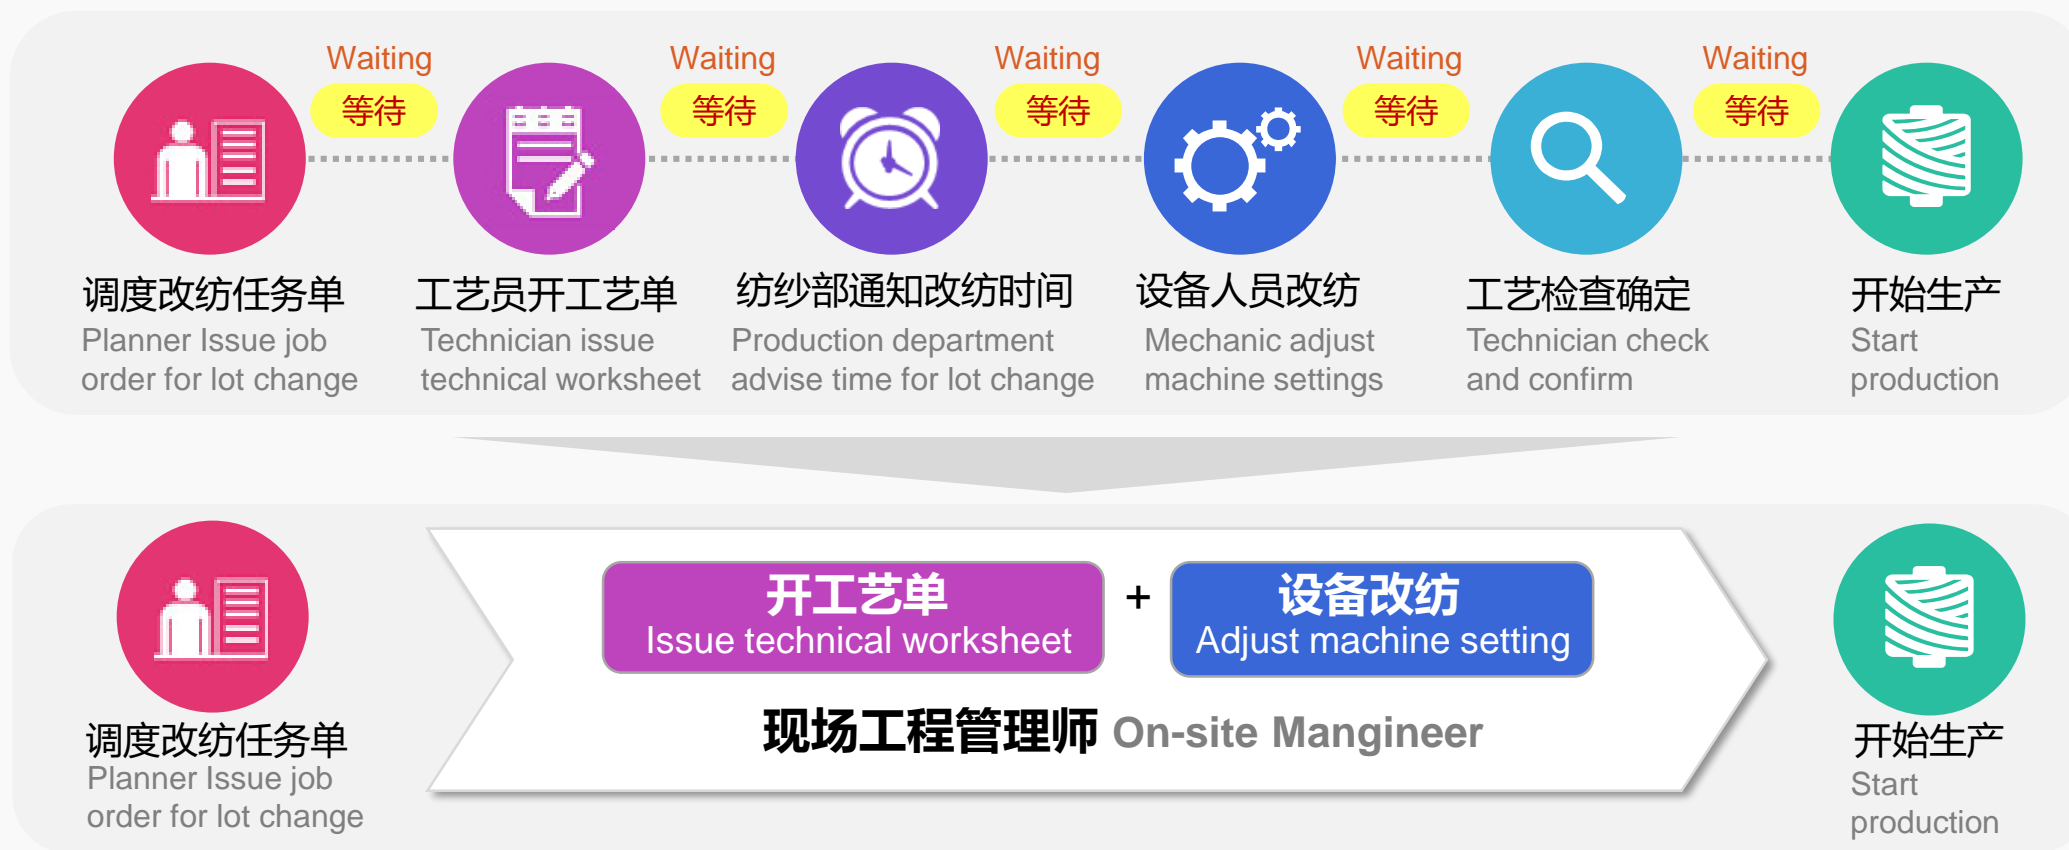 Waiting Waiting Waiting Waiting Waiting
等待 等待 等待 等待 等待
调度改纺任务单
Planner Issue job
order for lot change
工艺员开工艺单
Technician issue
technical worksheet
纺纱部通知改纺时间
Production department
advise time for lot change
设备人员改纺
Mechanic adjust
machine settings
工艺检查确定
Technician check
and confirm
开始生产
Start
production
调度改纺任务单
Planner Issue job
order for lot change
开工艺单
Issue technical worksheet
+
设备改纺
Adjust machine setting
现场工程管理师 On-site Mangineer
开始生产
Start
production